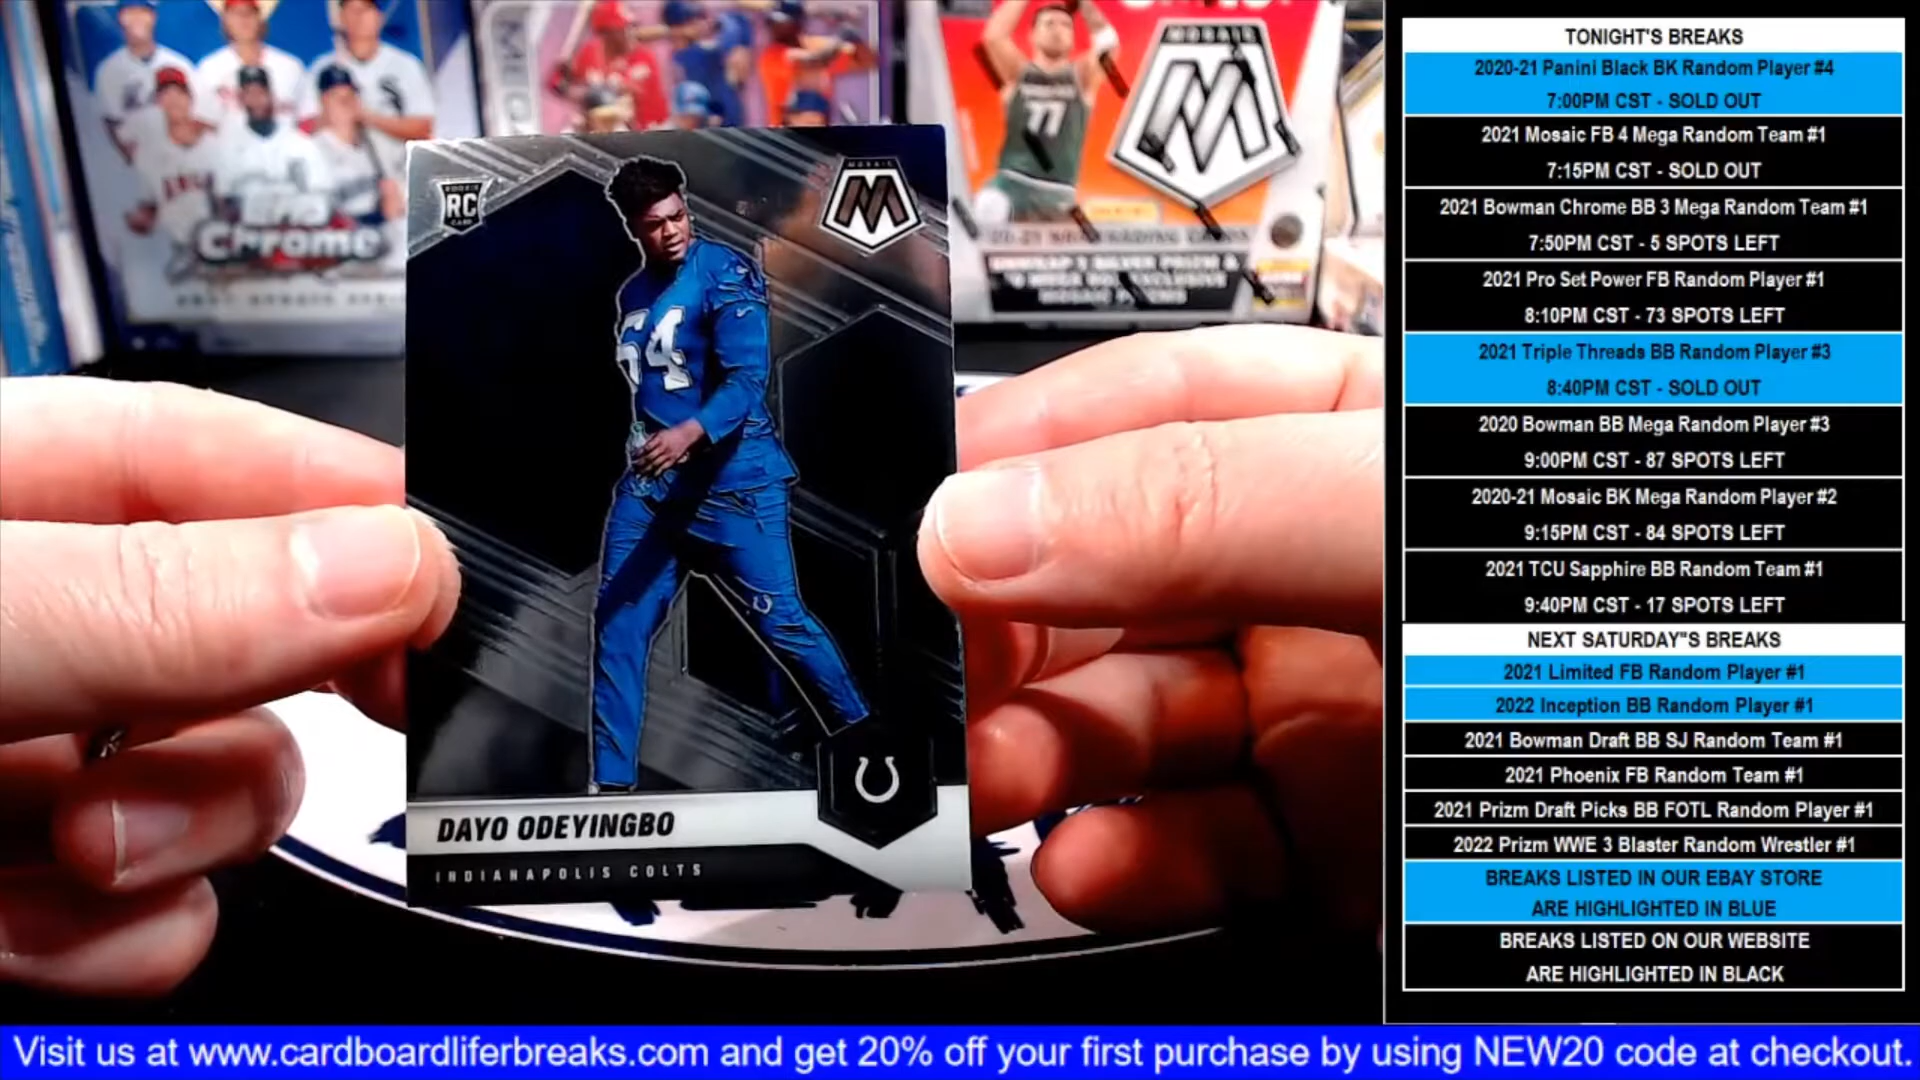 MEGA
Topps
Chrome
77
MOSAIC
ROOKIE
RC
CARD
MOSAIC
54
DAYO ODEYINGBO
INDIANAPOLIS COLTS
TONIGHT'S BREAKS
2020-21 Panini Black BK Random Player #4
7:00PM CST - SOLD OUT
2021 Mosaic FB 4 Mega Random Team #1
7:15PM CST - SOLD OUT
2021 Bowman Chrome BB 3 Mega Random Team #1
7:50PM CST - 5 SPOTS LEFT
2021 Pro Set Power FB Random Player #1
8:10PM CST - 73 SPOTS LEFT
2021 Triple Threads BB Random Player #3
8:40PM CST - SOLD OUT
2020 Bowman BB Mega Random Player #3
9:00PM CST - 87 SPOTS LEFT
2020-21 Mosaic BK Mega Random Player #2
9:15PM CST - 84 SPOTS LEFT
2021 TCU Sapphire BB Random Team #1
9:40PM CST - 17 SPOTS LEFT
NEXT SATURDAY"S BREAKS
2021 Limited FB Random Player #1
2022 Inception BB Random Player #1
2021 Bowman Draft BB SJ Random Team #1
2021 Phoenix FB Random Team #1
2021 Prizm Draft Picks BB FOTL Random Player #1
2022 Prizm WWE 3 Blaster Random Wrestler #1
BREAKS LISTED IN OUR EBAY STORE
ARE HIGHLIGHTED IN BLUE
BREAKS LISTED ON OUR WEBSITE
ARE HIGHLIGHTED IN BLACK
Visit us at www.cardboardliferbreaks.com and get 20% off your first purchase by using NEW20 code at checkout.